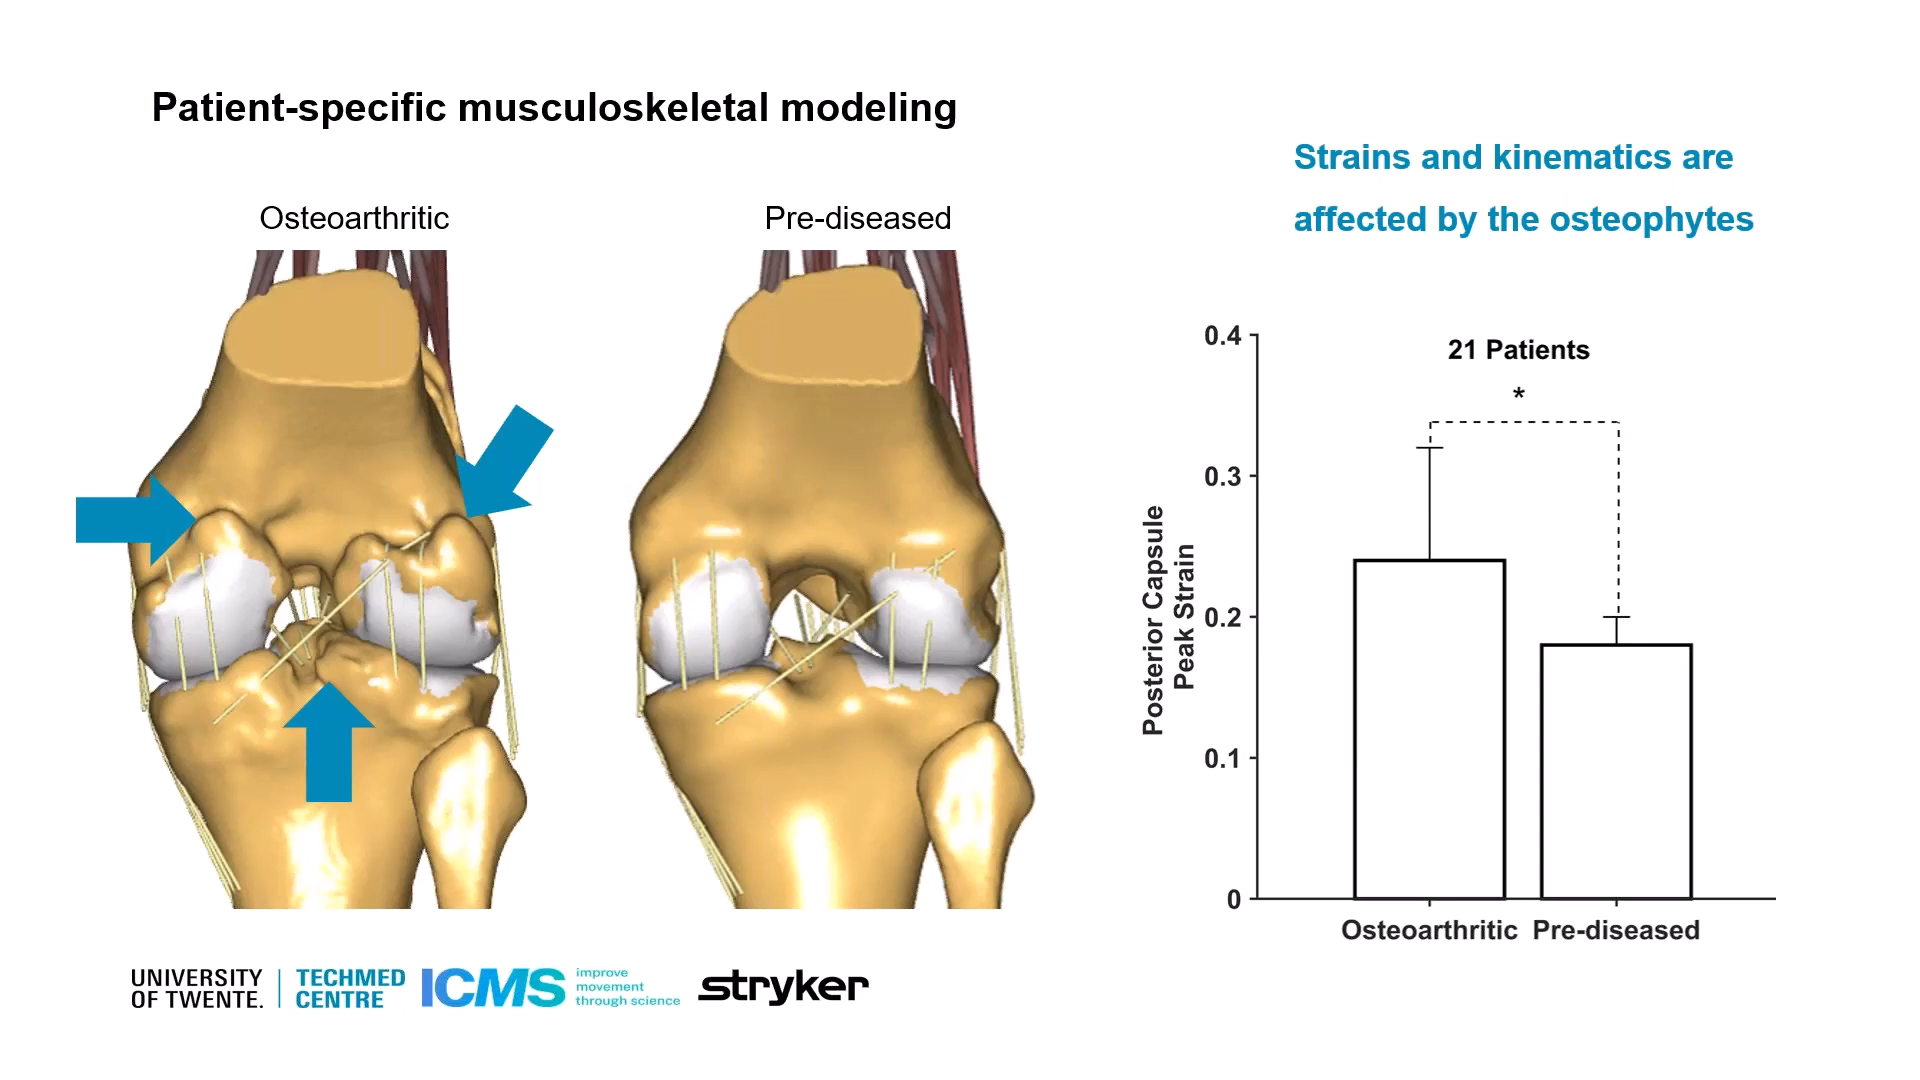 Patient-specific musculoskeletal modeling
Osteoarthritic
Pre-diseased
Strains and kinematics are
affected by the osteophytes
0.4
0.3
0.2
0.1
0
Posterior Capsule
Peak Strain
21 Patients
*
Osteoarthritic
Pre-diseased
UNIVERSITY
OF TWENTE.
TECHMED
CENTRE
ICMS
improve
movement
through science
stryker